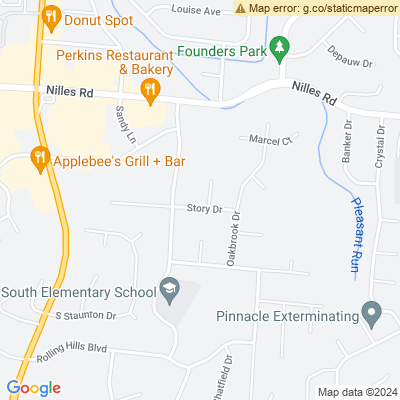 Louise Ave
Map error: g.co/staticmaperror
Donut Spot
Founders Park
Depauw Dr
Perkins Restaurant
& Bakery
Nilles Rd
Nilles Rd
Sandy Ln
Marcel Ct
Banker Dr
Crystal Dr
Applebee's Grill + Bar
Pleasant Run
Story Dr
Oakbrook Dr
South Elementary School
S Staunton Dr
Pinnacle Exterminating
Rolling Hills Blvd
hatfield Dr
Google
Map data ©2024